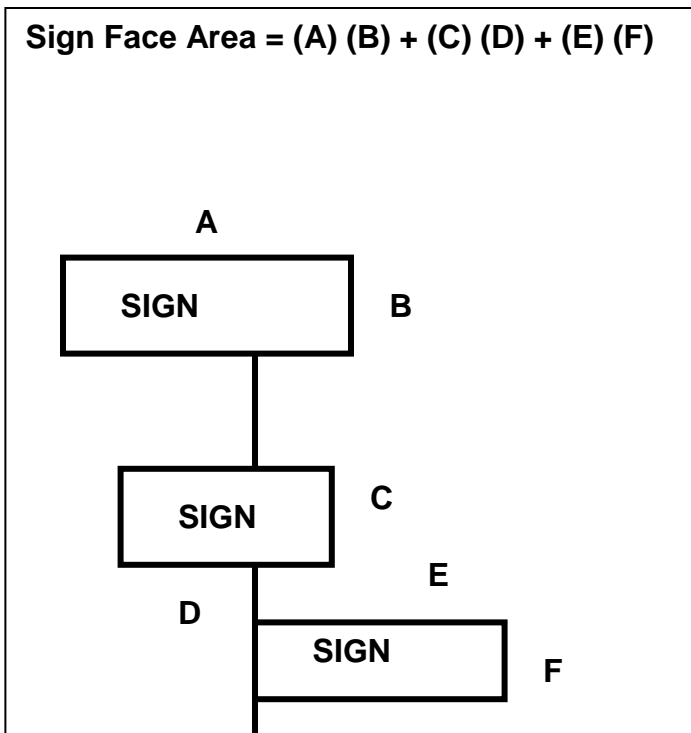 Sign Face Area = (A) (B) + (C) (D) + (E) (F)
A
SIGN
B
SIGN
C
D
E
SIGN
F